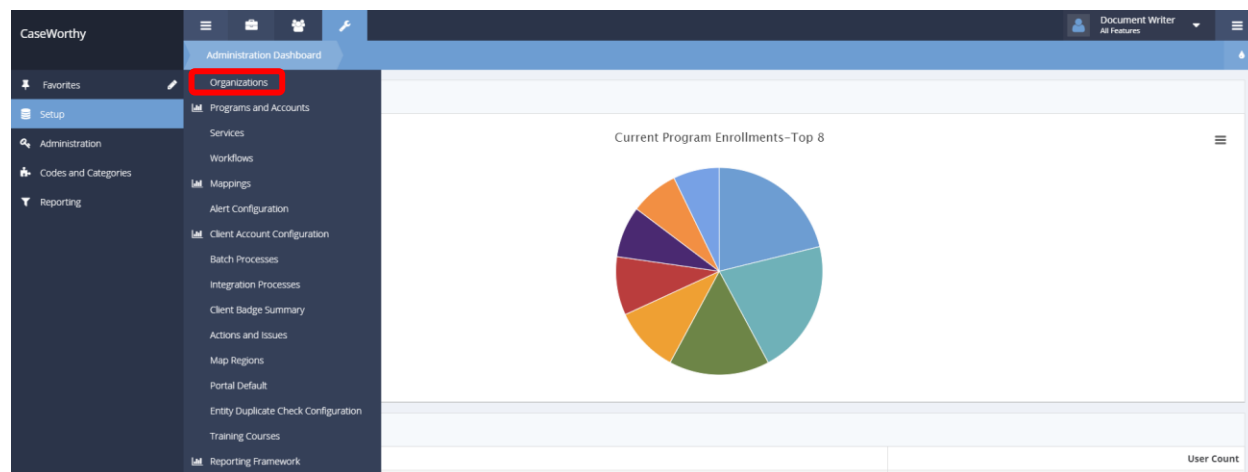 CaseWorthy
Document Writer
All Features
Administration Dashboard
Favorites
Setup
Administration
Codes and Categories
Reporting
Organizations
Programs and Accounts
Services
Workflows
Mappings
Alert Configuration
Client Account Configuration
Batch Processes
Integration Processes
Client Badge Summary
Actions and Issues
Map Regions
Portal Default
Entity Duplicate Check Configuration
Training Courses
Reporting Framework
Current Program Enrollments-Top 8
User Count